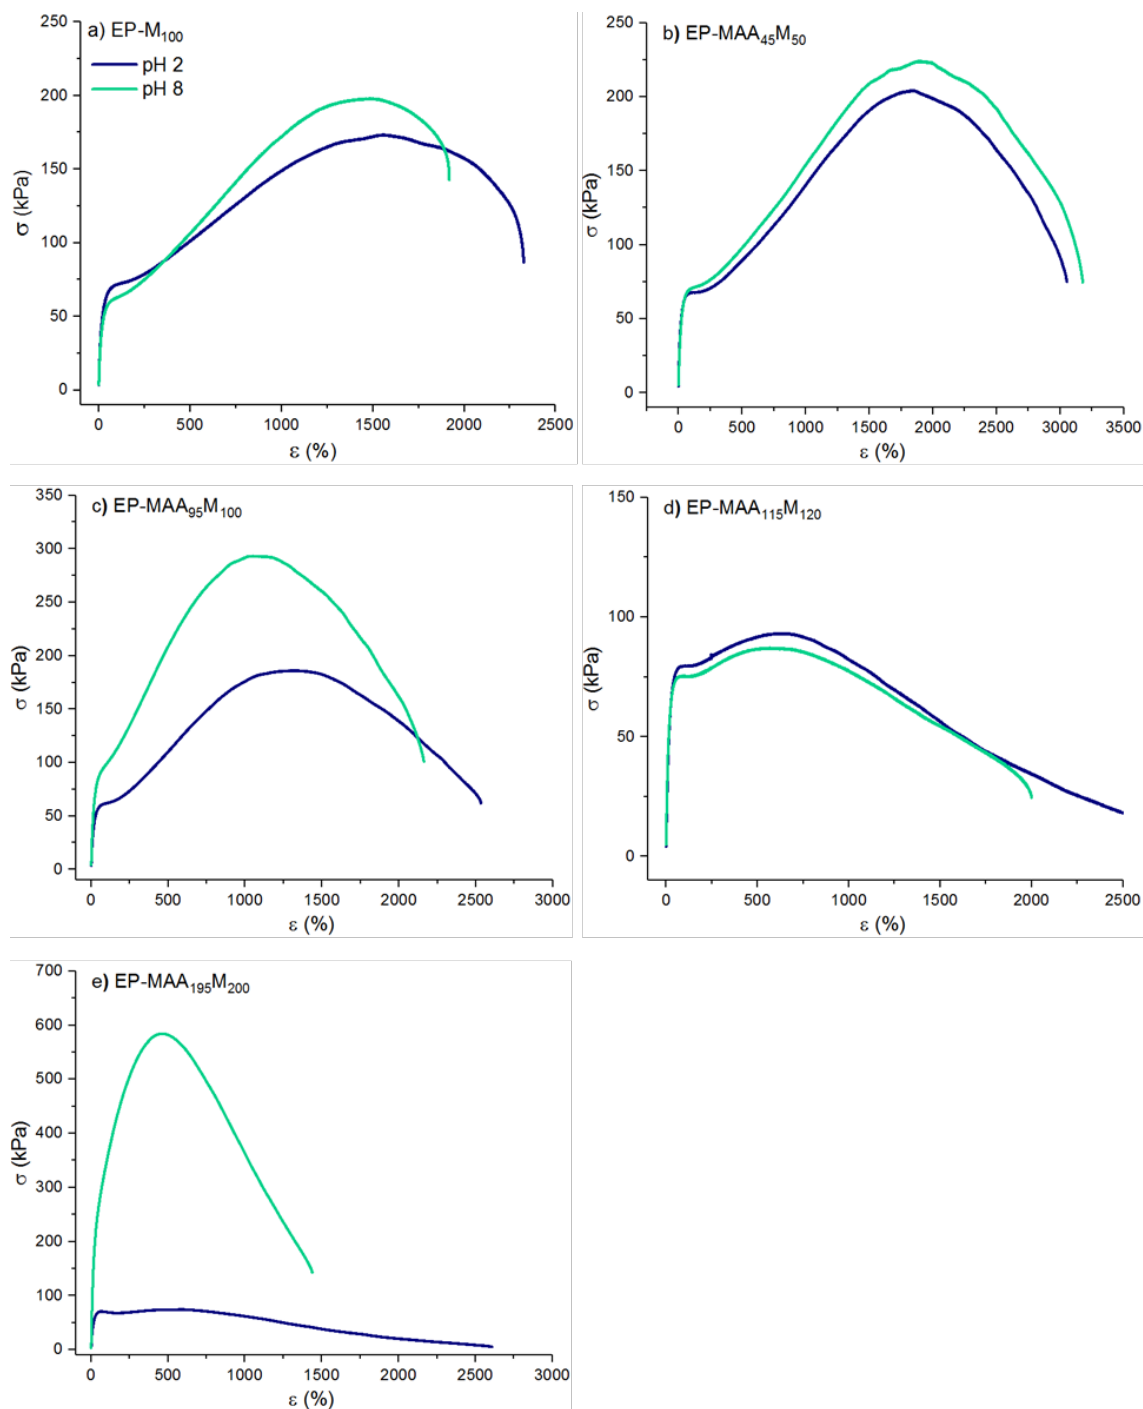 a) EP-M₁₀₀
pH 2
pH 8
250
200
150
100
50
0
σ (kPa)
0 500 1000 1500 2000 2500
ε (%)
b) EP-MAA₄₅M₅₀
250
200
150
100
50
0
σ (kPa)
0 500 1000 1500 2000 2500 3000 3500
ε (%)
c) EP-MAA₉₅M₁₀₀
350
300
250
200
150
100
50
0
σ (kPa)
0 500 1000 1500 2000 2500 3000
ε (%)
d) EP-MAA₁₁₅M₁₂₀
150
100
50
0
σ (kPa)
0 500 1000 1500 2000 2500
ε (%)
e) EP-MAA₁₉₅M₂₀₀
700
600
500
400
300
200
100
0
σ (kPa)
0 500 1000 1500 2000 2500 3000
ε (%)